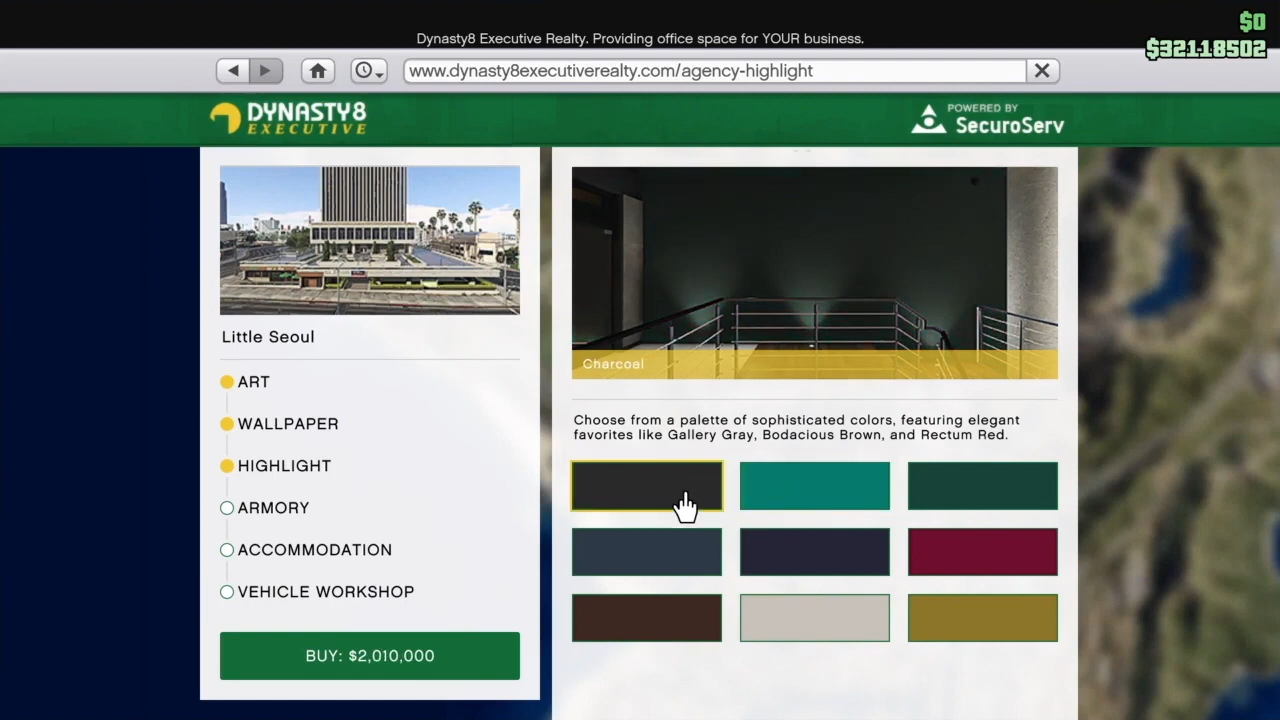 $0
$32118502
Dynasty8 Executive Realty. Providing office space for YOUR business.
www.dynasty8executiverealty.com/agency-highlight
DYNASTY8
EXECUTIVE
POWERED BY
SecuroServ
Little Seoul
ART
WALLPAPER
HIGHLIGHT
ARMORY
ACCOMMODATION
VEHICLE WORKSHOP
BUY: $2,010,000
Charcoal
Choose from a palette of sophisticated colors, featuring elegant
favorites like Gallery Gray, Bodacious Brown, and Rectum Red.